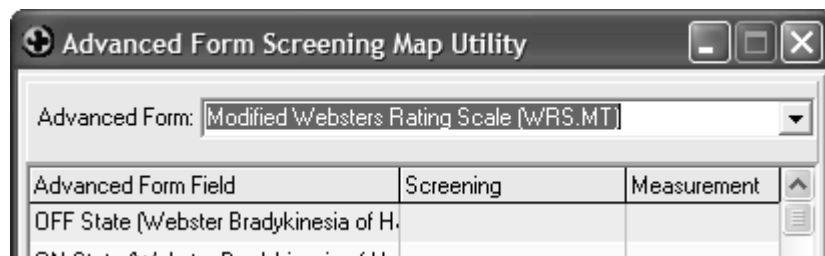 Advanced Form Screening Map Utility
Advanced Form: Modified Websters Rating Scale (WRS.MT)
Advanced Form Field Screening Measurement
OFF State (Webster Bradykinesia of